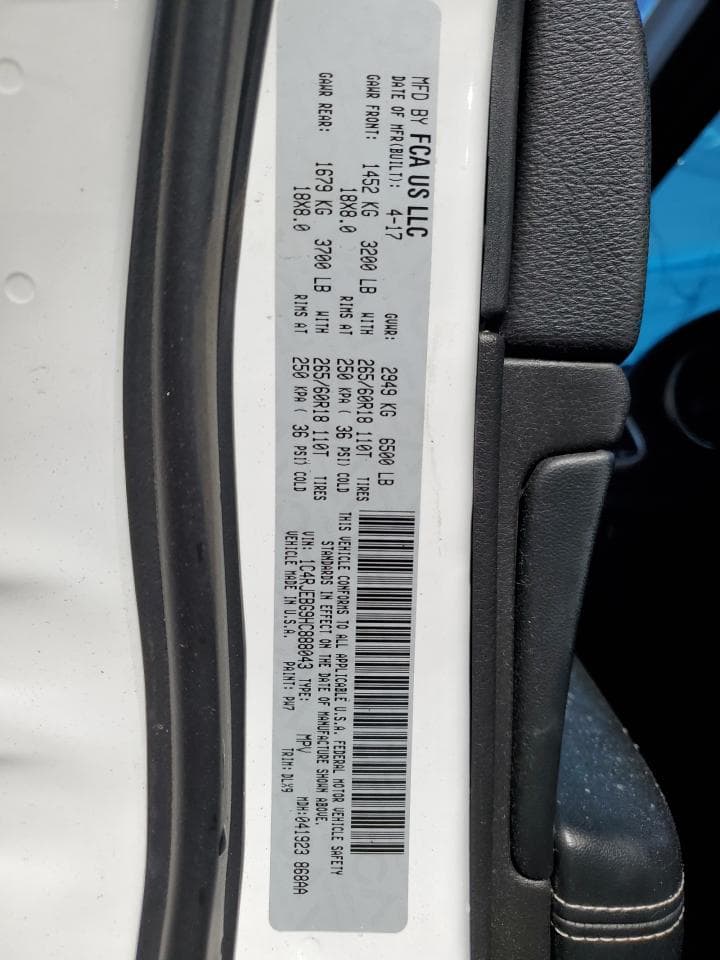 MFD BY FCA US LLC
DATE OF MFR(BUILT): 4-17 GVWR: 2949 KG 6500 LB
GAWR FRONT: 1452 KG 3200 LB WITH 265/60R18 110T TIRES
18X8.0 RIMS AT 250 KPA ( 36 PSI) COLD
GAWR REAR: 1679 KG 3700 LB WITH 265/60R18 110T TIRES
18X8.0 RIMS AT 250 KPA ( 36 PSI) COLD
THIS VEHICLE CONFORMS TO ALL APPLICABLE U.S.A. FEDERAL MOTOR VEHICLE SAFETY
STANDARDS IN EFFECT ON THE DATE OF MANUFACTURE SHOWN ABOVE.
VIN: 1C4RJEBG9HC888043 TYPE: MPV MDH:041923 868AA
VEHICLE MADE IN U.S.A. PAINT: PW7 TRIM: DLX9